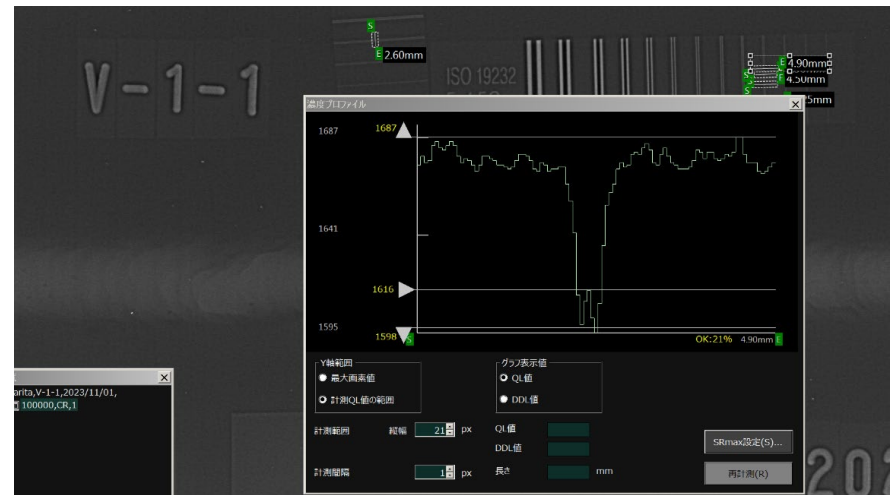 S
E 2.60mm
V-1-1
ISO 19232
E 4.90mm
S
E 4.50mm
S
5mm
濃度プロファイル
X
1687
1687
1641
1616
1595
1598
S
OK:21%
4.90mm E
Y軸範囲
最大画素値
計測QL値の範囲
グラフ表示値
QL値
DDL値
計測範囲 縦幅 21 px
QL値
DDL値
計測間隔 1 px
長さ mm
SRmax設定(S)...
再計測(R)
X
arita,V-1-1,2023/11/01,
100000,CR,1
202